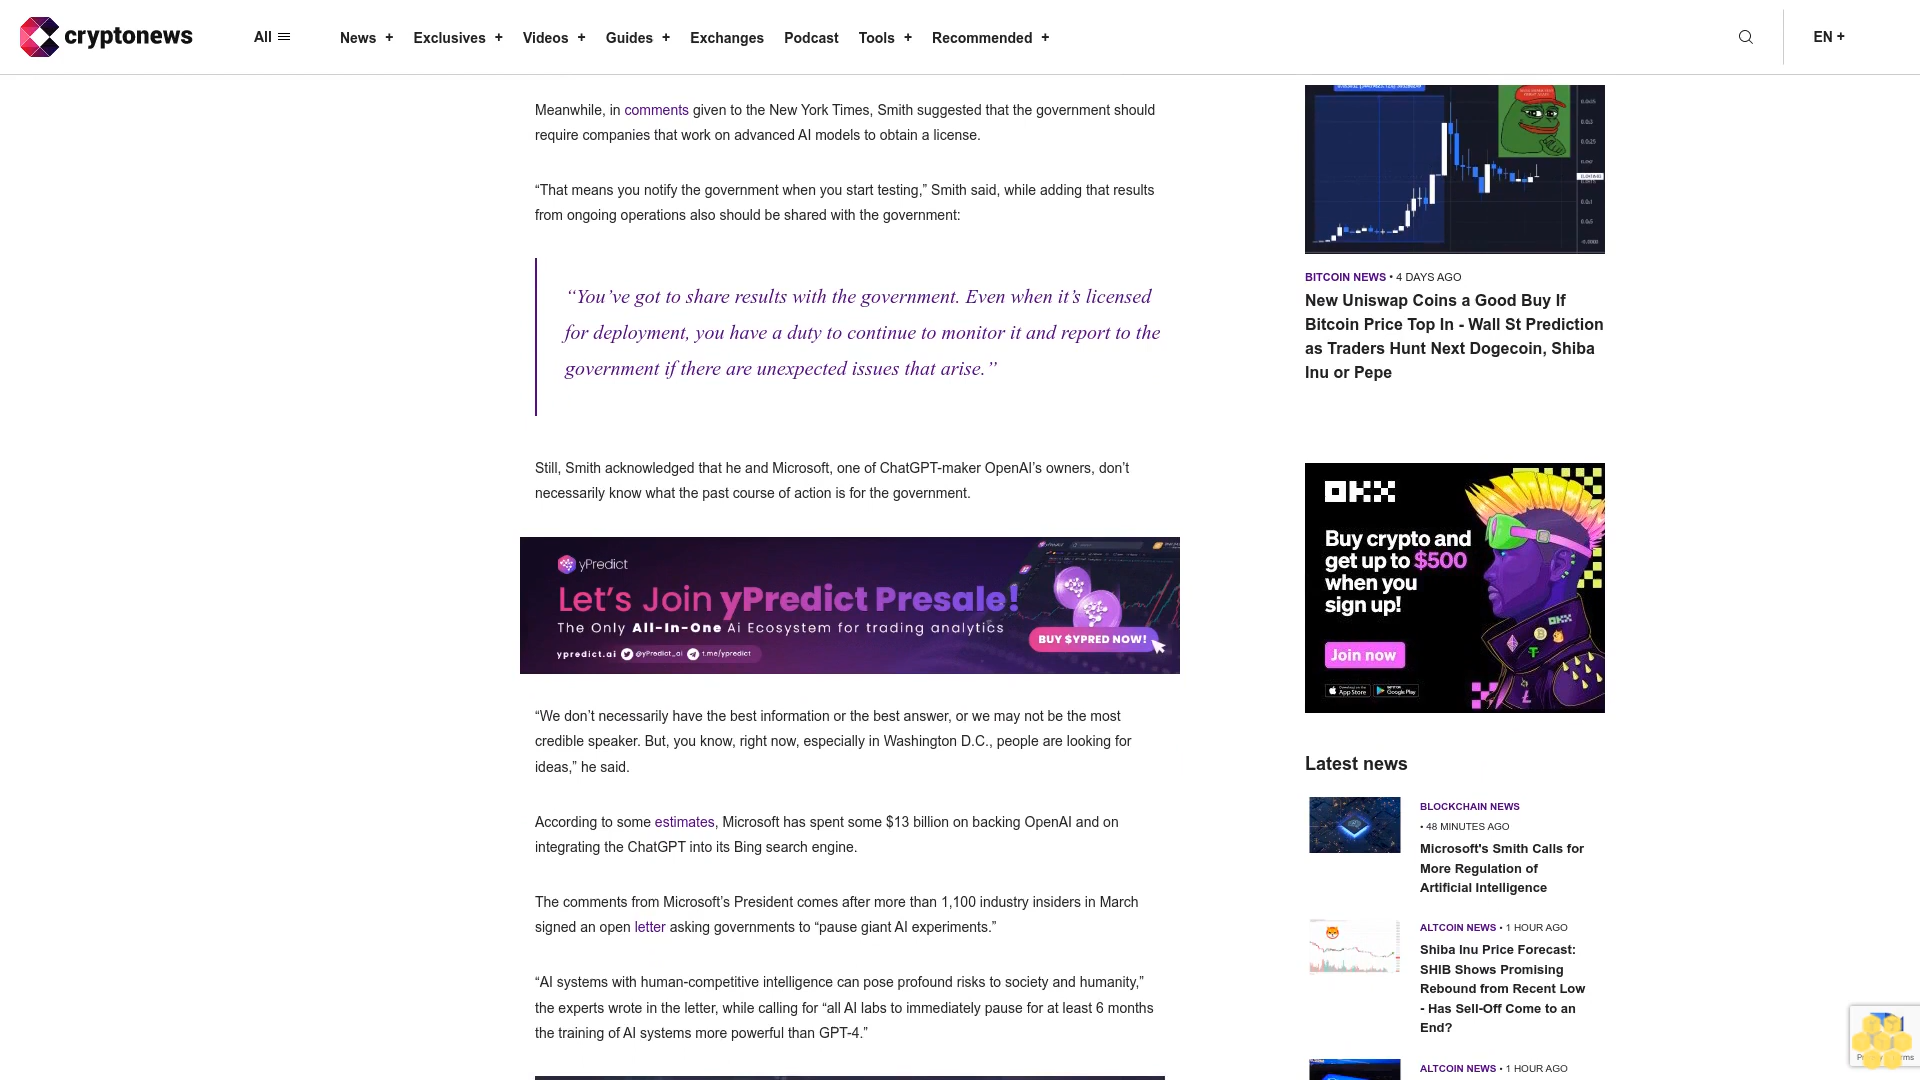 cryptonews
All
News +
Exclusives +
Videos +
Guides +
Exchanges
Podcast
Tools +
Recommended +
EN +
Meanwhile, in comments given to the New York Times, Smith suggested that the government should
require companies that work on advanced AI models to obtain a license.
“That means you notify the government when you start testing,” Smith said, while adding that results
from ongoing operations also should be shared with the government:
“You’ve got to share results with the government. Even when it’s licensed
for deployment, you have a duty to continue to monitor it and report to the
government if there are unexpected issues that arise.”
Still, Smith acknowledged that he and Microsoft, one of ChatGPT-maker OpenAI’s owners, don’t
necessarily know what the past course of action is for the government.
yPredict
Let’s Join yPredict Presale!
The Only All-In-One Ai Ecosystem for trading analytics
BUY $YPRED NOW!
ypredict.ai @yPredict_ai t.me/ypredict
“We don’t necessarily have the best information or the best answer, or we may not be the most
credible speaker. But, you know, right now, especially in Washington D.C., people are looking for
ideas,” he said.
According to some estimates, Microsoft has spent some $13 billion on backing OpenAI and on
integrating the ChatGPT into its Bing search engine.
The comments from Microsoft’s President comes after more than 1,100 industry insiders in March
signed an open letter asking governments to “pause giant AI experiments.”
“AI systems with human-competitive intelligence can pose profound risks to society and humanity,”
the experts wrote in the letter, while calling for “all AI labs to immediately pause for at least 6 months
the training of AI systems more powerful than GPT-4.”
BITCOIN NEWS • 4 DAYS AGO
New Uniswap Coins a Good Buy If
Bitcoin Price Top In - Wall St Prediction
as Traders Hunt Next Dogecoin, Shiba
Inu or Pepe
OKX
Buy crypto and
get up to $500
when you
sign up!
Join now
App Store
Google Play
Latest news
BLOCKCHAIN NEWS
• 48 MINUTES AGO
Microsoft's Smith Calls for
More Regulation of
Artificial Intelligence
ALTCOIN NEWS • 1 HOUR AGO
Shiba Inu Price Forecast:
SHIB Shows Promising
Rebound from Recent Low
- Has Sell-Off Come to an
End?
ALTCOIN NEWS • 1 HOUR AGO